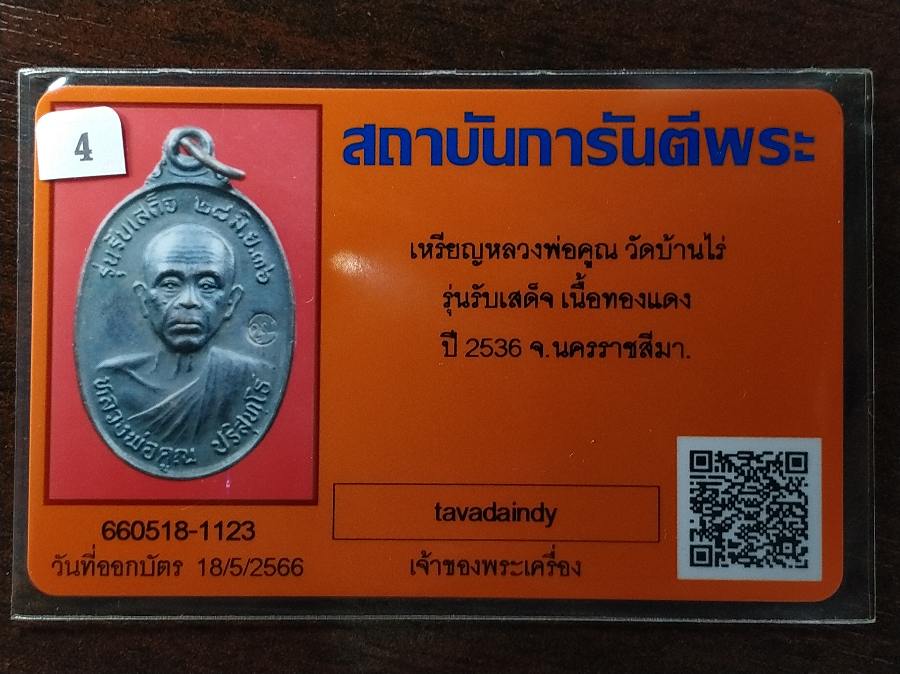 4
สถาบันการันตีพระ
รุ่นรับเสด็จ ๒๘ มิ.ย.๓๖
หลวงพ่อคูณ ปริสุทฺโธ
เหรียญหลวงพ่อคูณ วัดบ้านไร่
รุ่นรับเสด็จ เนื้อทองแดง
ปี 2536 จ.นครราชสีมา.
tavadaindy
เจ้าของพระเครื่อง
660518-1123
วันที่ออกบัตร 18/5/2566